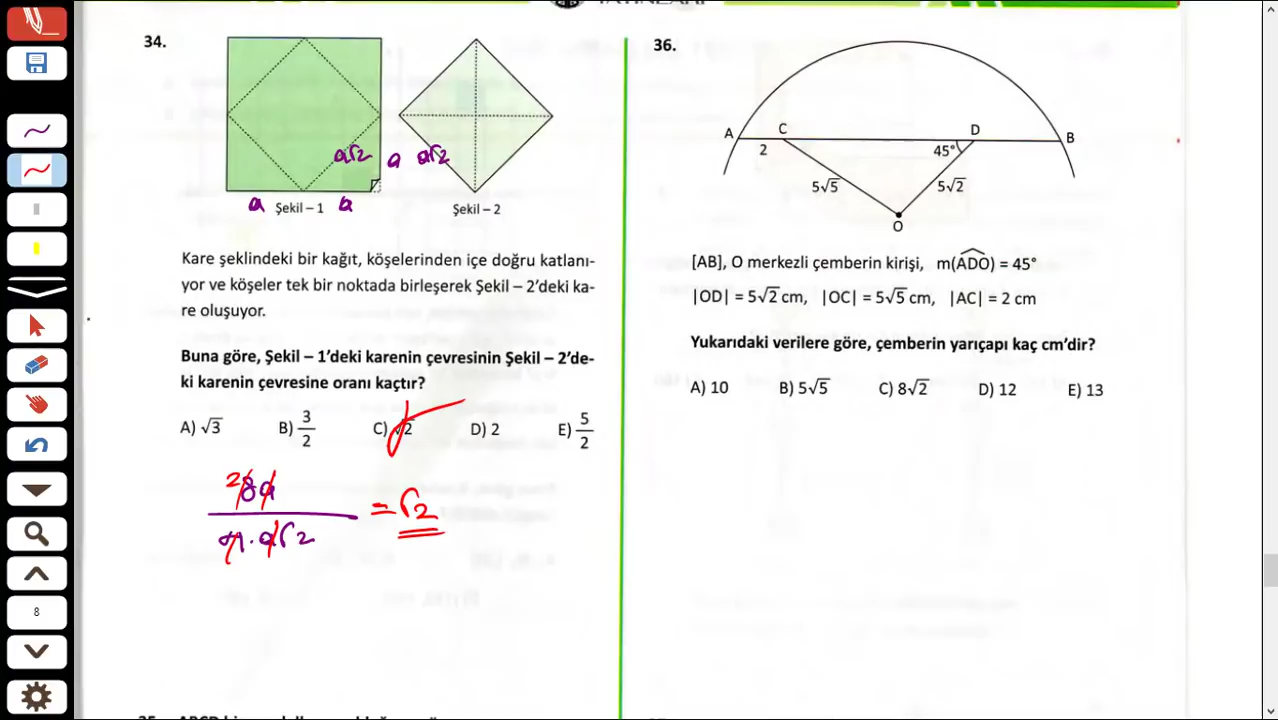 34.
a√2
a
a√2
a
Şekil – 1
a
Şekil – 2
Kare şeklindeki bir kağıt, köşelerinden içe doğru katlanı-
yor ve köşeler tek bir noktada birleşerek Şekil – 2'deki ka-
re oluşuyor.
Buna göre, Şekil – 1'deki karenin çevresinin Şekil – 2'de-
ki karenin çevresine oranı kaçtır?
A) √3 B) 3/2 C) √2 D) 2 E) 5/2
2
8a
4.a√2
= √2
36.
A C D B
2 45°
5√5 5√2
O
[AB], O merkezli çemberin kirişi, m(ADO) = 45°
|OD| = 5√2 cm, |OC| = 5√5 cm, |AC| = 2 cm
Yukarıdaki verilere göre, çemberin yarıçapı kaç cm'dir?
A) 10 B) 5√5 C) 8√2 D) 12 E) 13
8